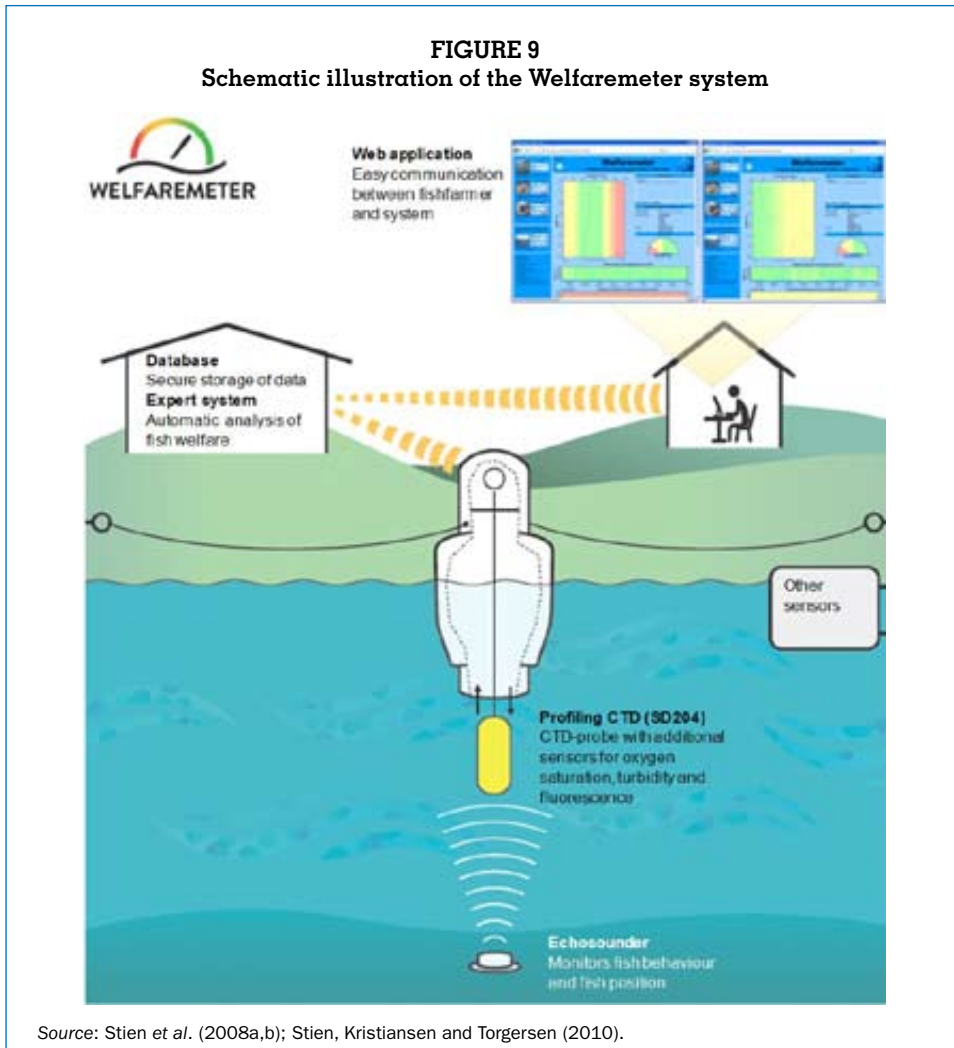 FIGURE 9
Schematic illustration of the Welfaremeter system
WELFAREMETER
Web application
Easy communication
between fishfarmer
and system
Welfaremeter
Welfaremeter
Database
Secure storage of data
Expert system
Automatic analysis of
fish welfare
Other
sensors
Profiling CTD (SD204)
CTD-probe with additional
sensors for oxygen
saturation, turbidity and
fluorescence
Echosounder
Monitors fish behaviour
and fish position
Source: Stien et al. (2008a,b); Stien, Kristiansen and Torgersen (2010).